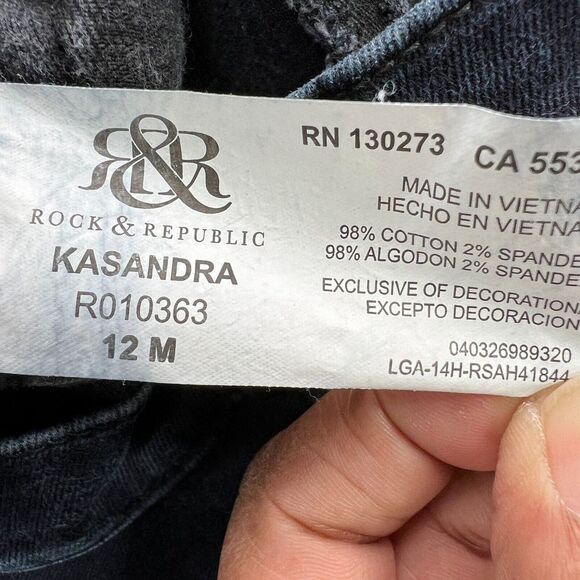 R&R
ROCK & REPUBLIC
KASANDRA
R010363
12 M
RN 130273 CA 553
MADE IN VIETNA
HECHO EN VIETNA
98% COTTON 2% SPANDE
98% ALGODON 2% SPANDE
EXCLUSIVE OF DECORATIONA
EXCEPTO DECORACION
040326989320
LGA-14H-RSAH41844